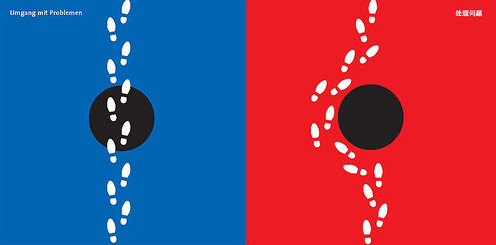 Umgang mit Problemen
处理问题